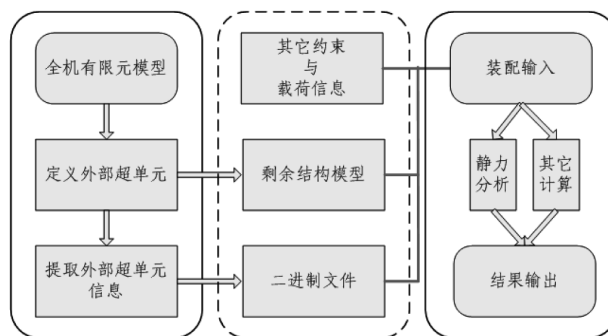 全机有限元模型
定义外部超单元
提取外部超单元
信息
其它约束
与
载荷信息
剩余结构模型
二进制文件
装配输入
静力
分析
其它
计算
结果输出